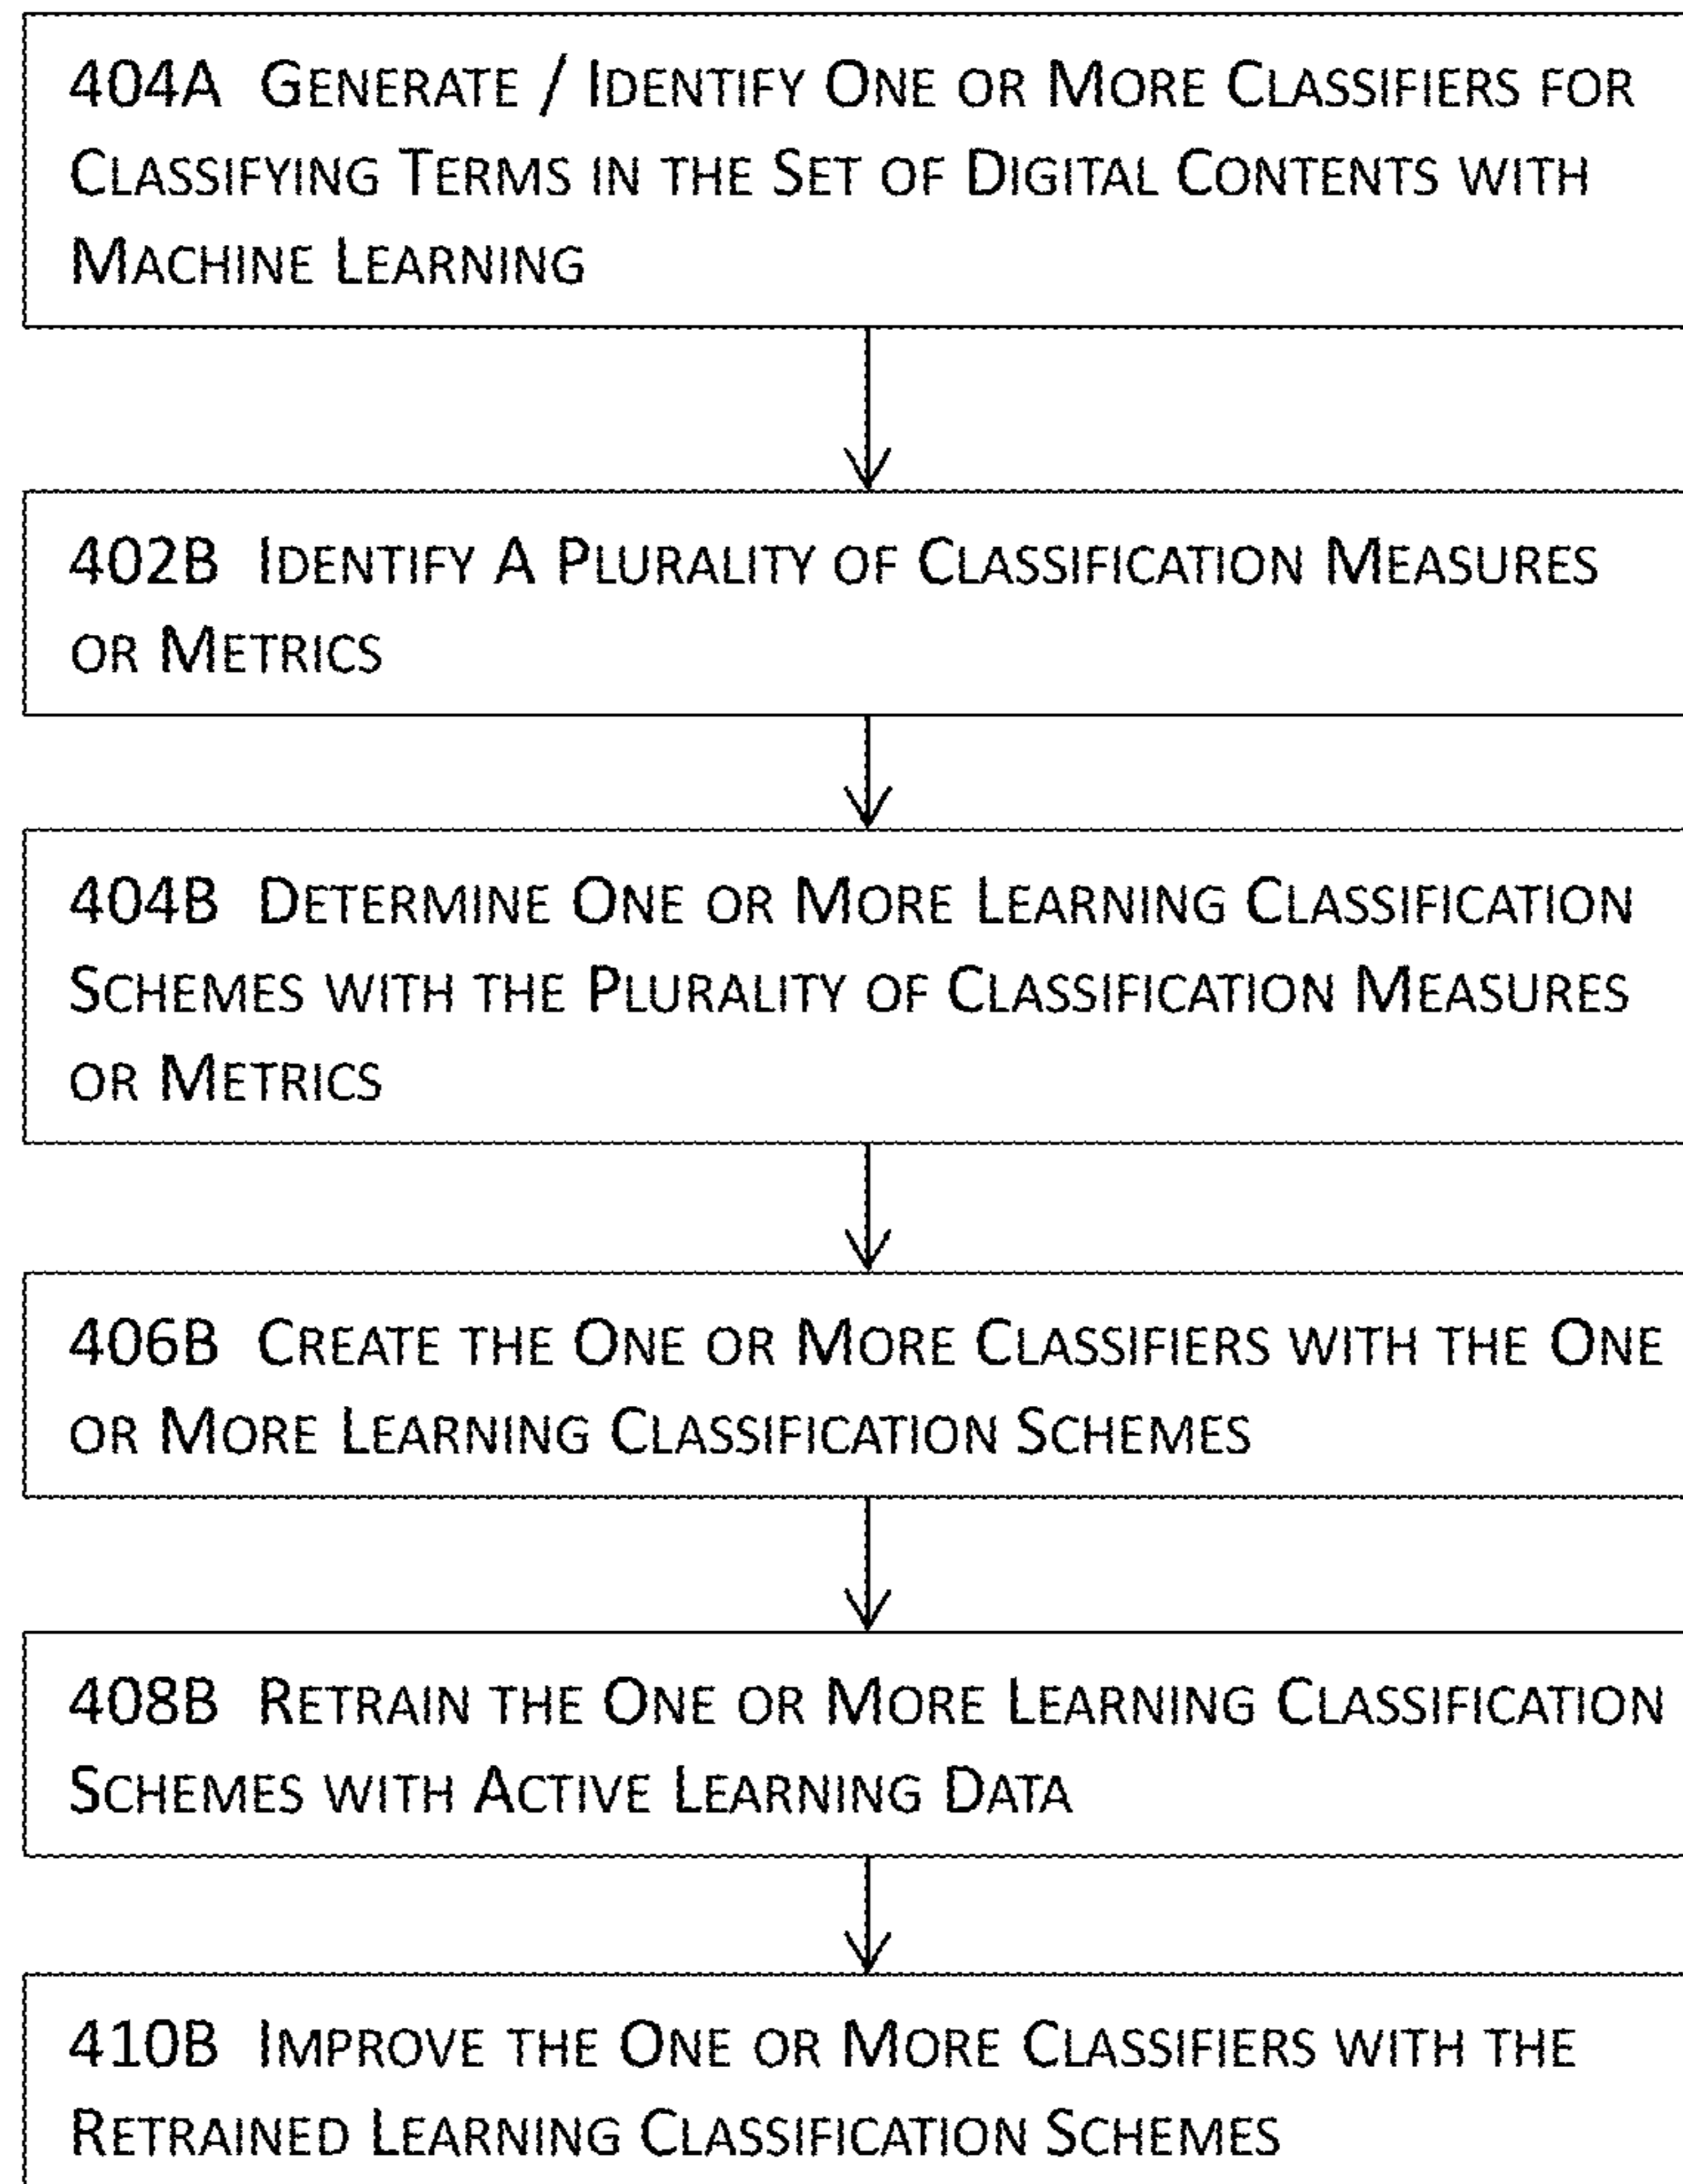 404A Generate / Identify One or More Classifiers for
Classifying Terms in the Set of Digital Contents with
Machine Learning
402B Identify A Plurality of Classification Measures
or Metrics
404B Determine One or More Learning Classification
Schemes with the Plurality of Classification Measures
or Metrics
406B Create the One or More Classifiers with the One
or More Learning Classification Schemes
408B Retrain the One or More Learning Classification
Schemes with Active Learning Data
410B Improve the One or More Classifiers with the
Retrained Learning Classification Schemes